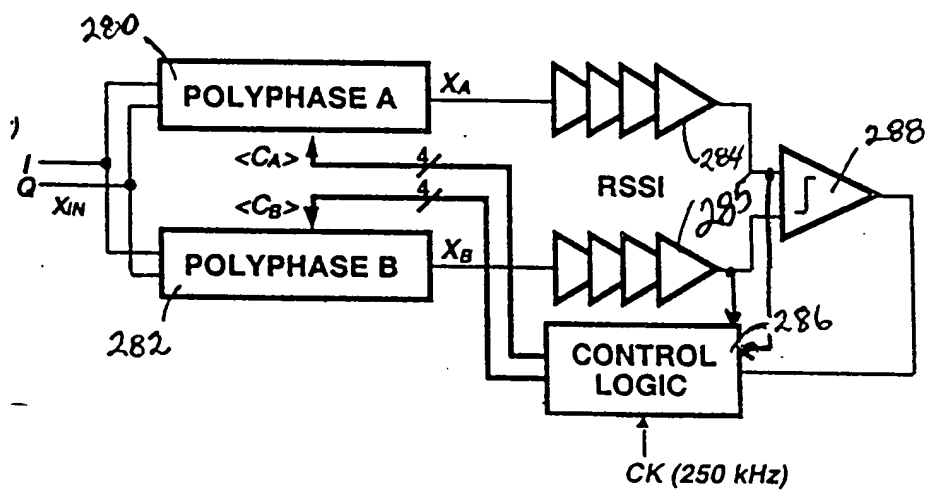 280
POLYPHASE A
XA
284
288
I
Q
XIN
<CA>
4
RSSI
<CB>
4
285
POLYPHASE B
XB
282
286
CONTROL
LOGIC
CK (250 kHz)